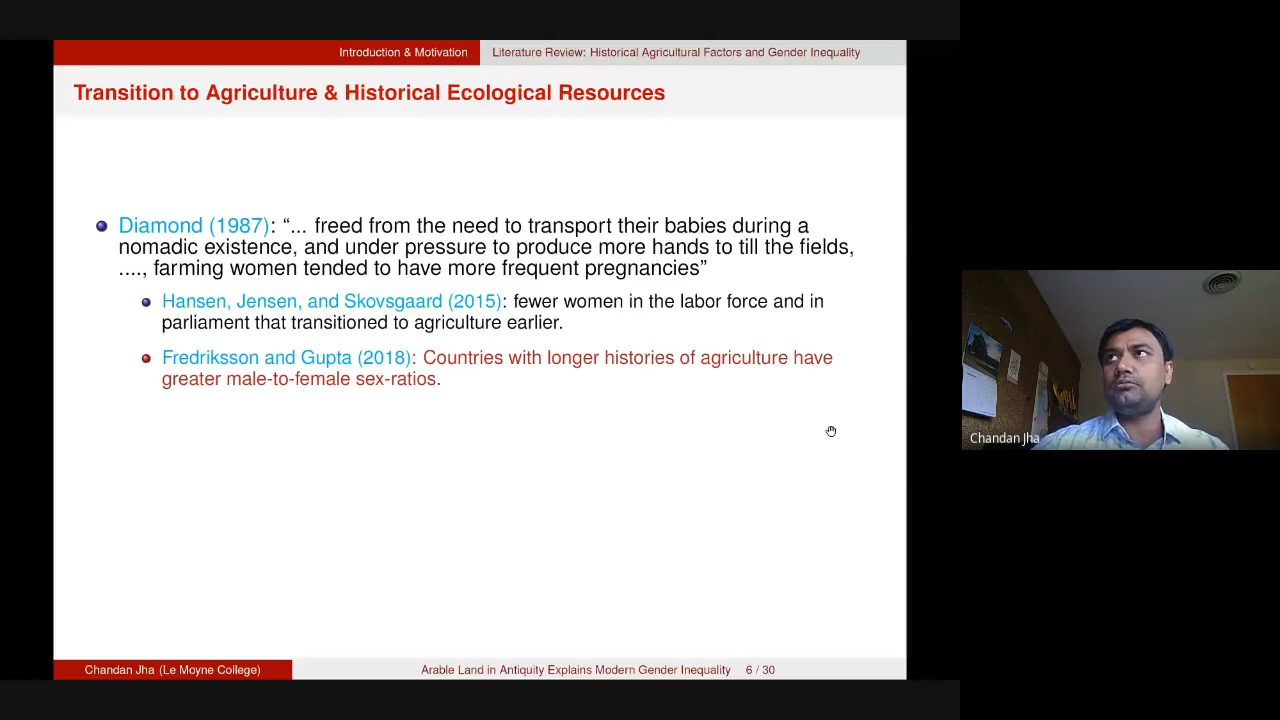 Introduction & Motivation
Literature Review: Historical Agricultural Factors and Gender Inequality
Transition to Agriculture & Historical Ecological Resources
Diamond (1987): “... freed from the need to transport their babies during a
nomadic existence, and under pressure to produce more hands to till the fields,
...., farming women tended to have more frequent pregnancies”
Hansen, Jensen, and Skovsgaard (2015): fewer women in the labor force and in
parliament that transitioned to agriculture earlier.
Fredriksson and Gupta (2018): Countries with longer histories of agriculture have
greater male-to-female sex-ratios.
Chandan Jha
Chandan Jha (Le Moyne College)
Arable Land in Antiquity Explains Modern Gender Inequality
6 / 30